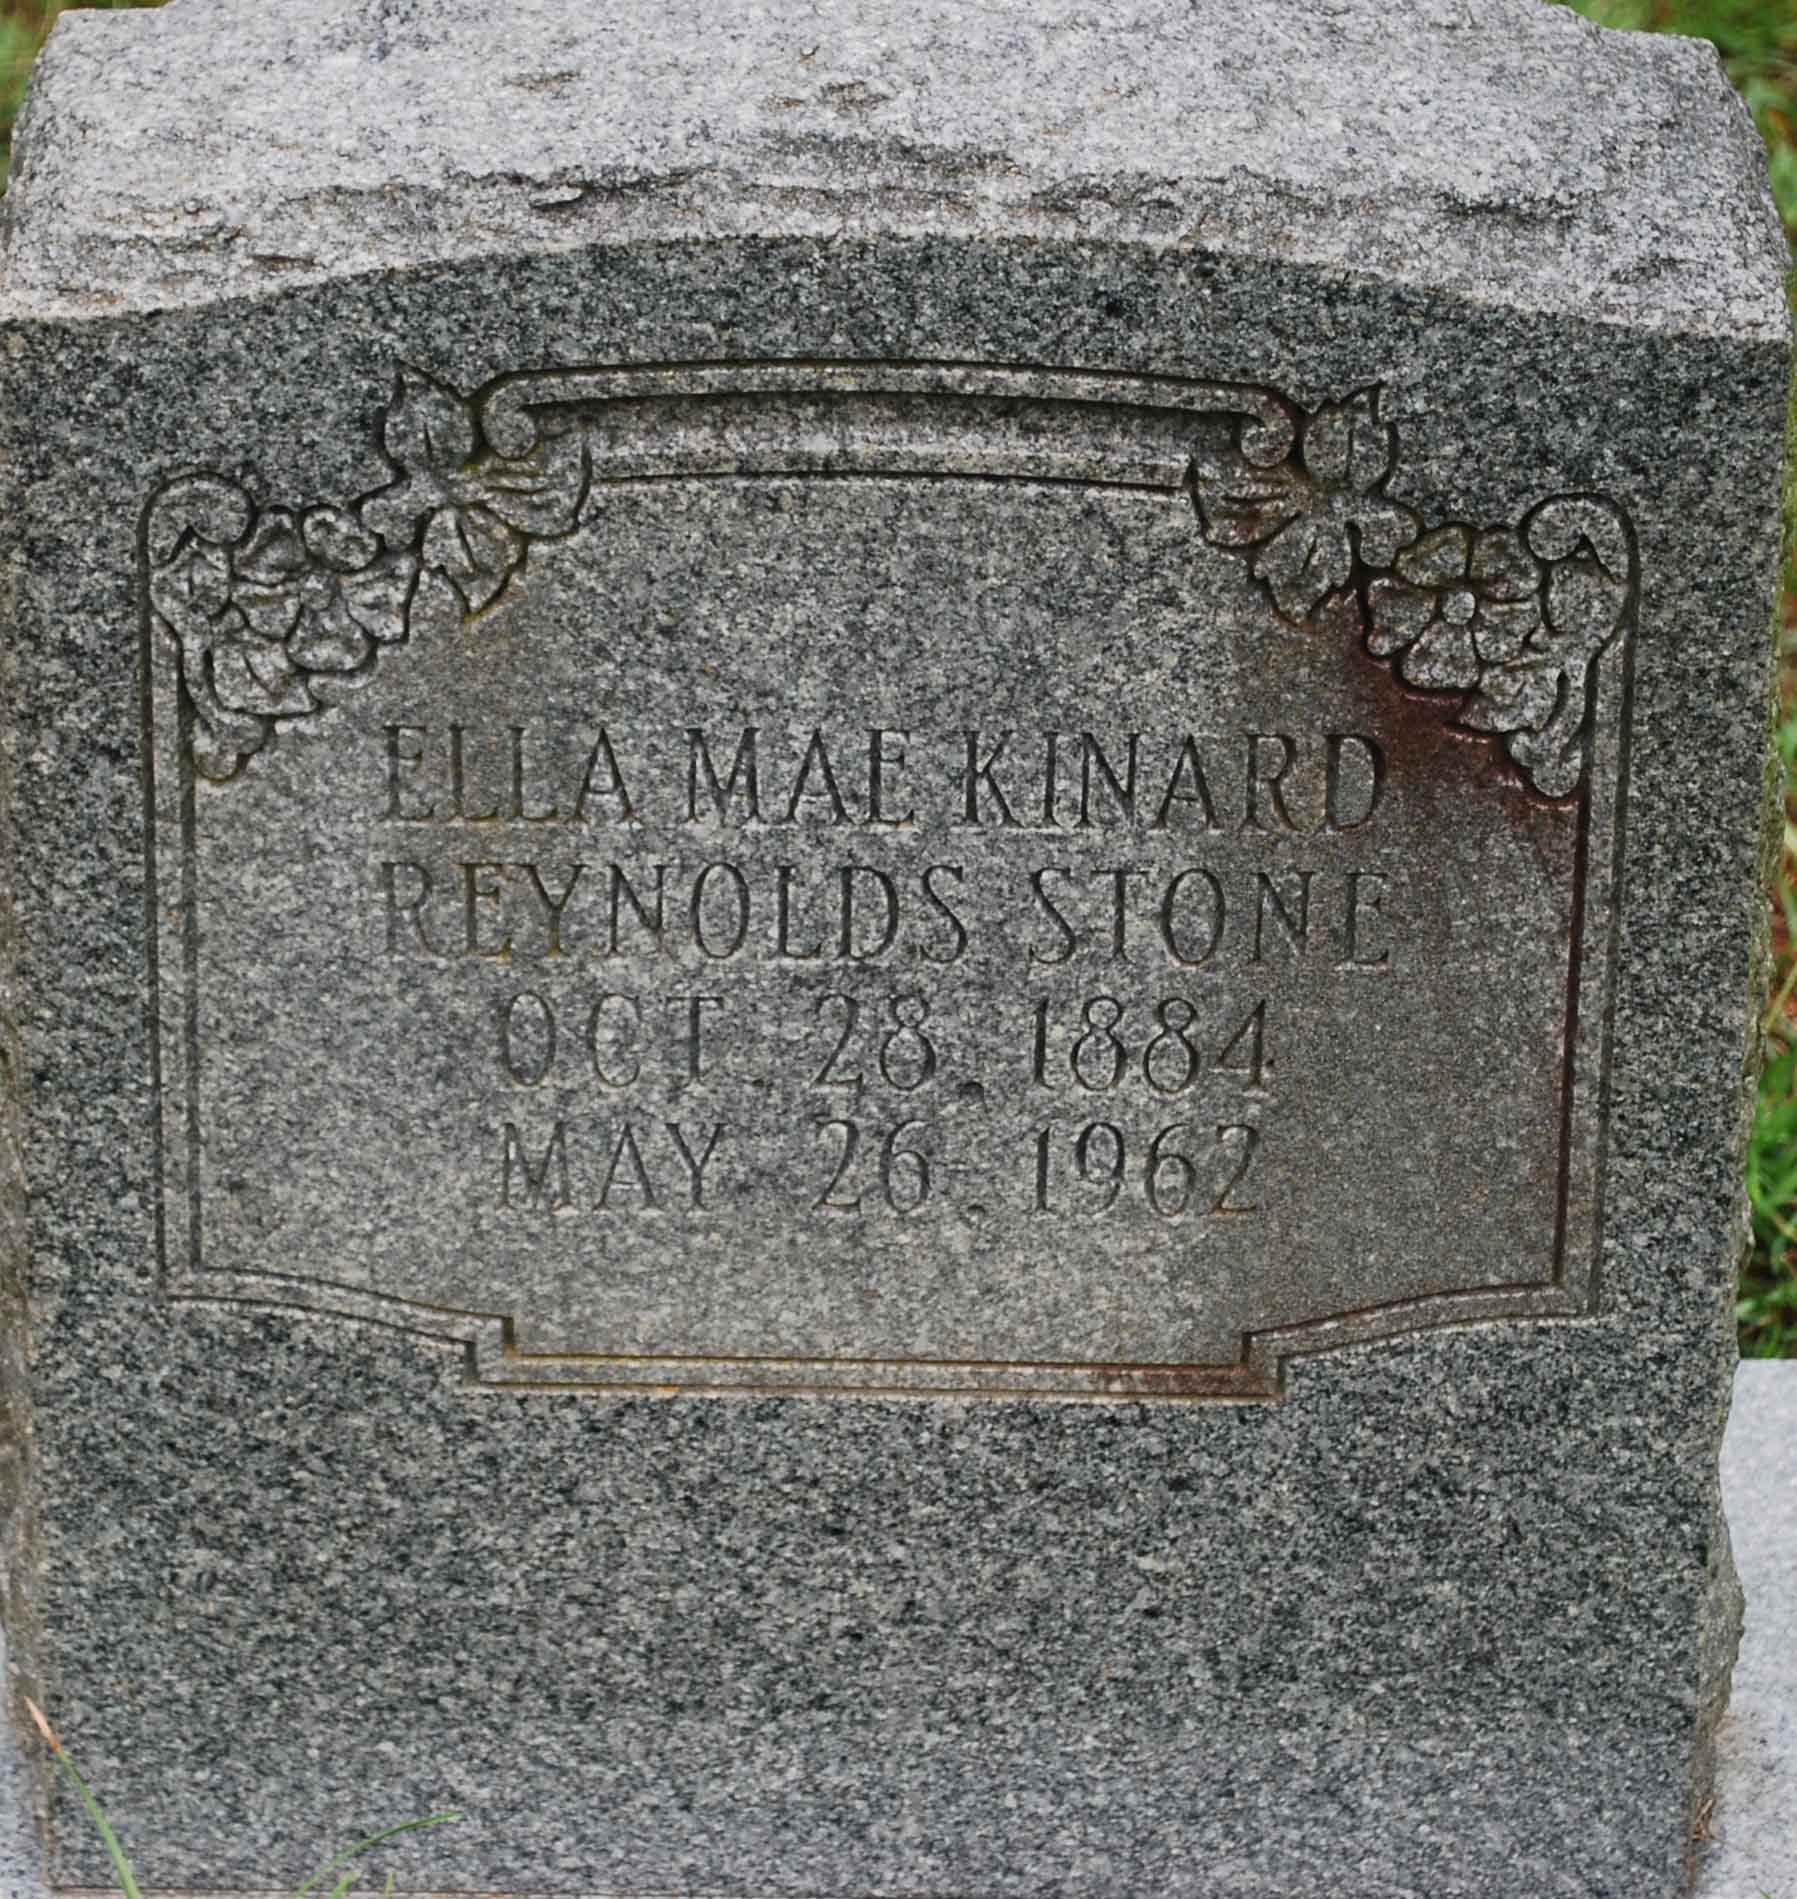 ELLA MAE KINARD
REYNOLDS STONE
OCT. 28, 1884
MAY 26, 1962